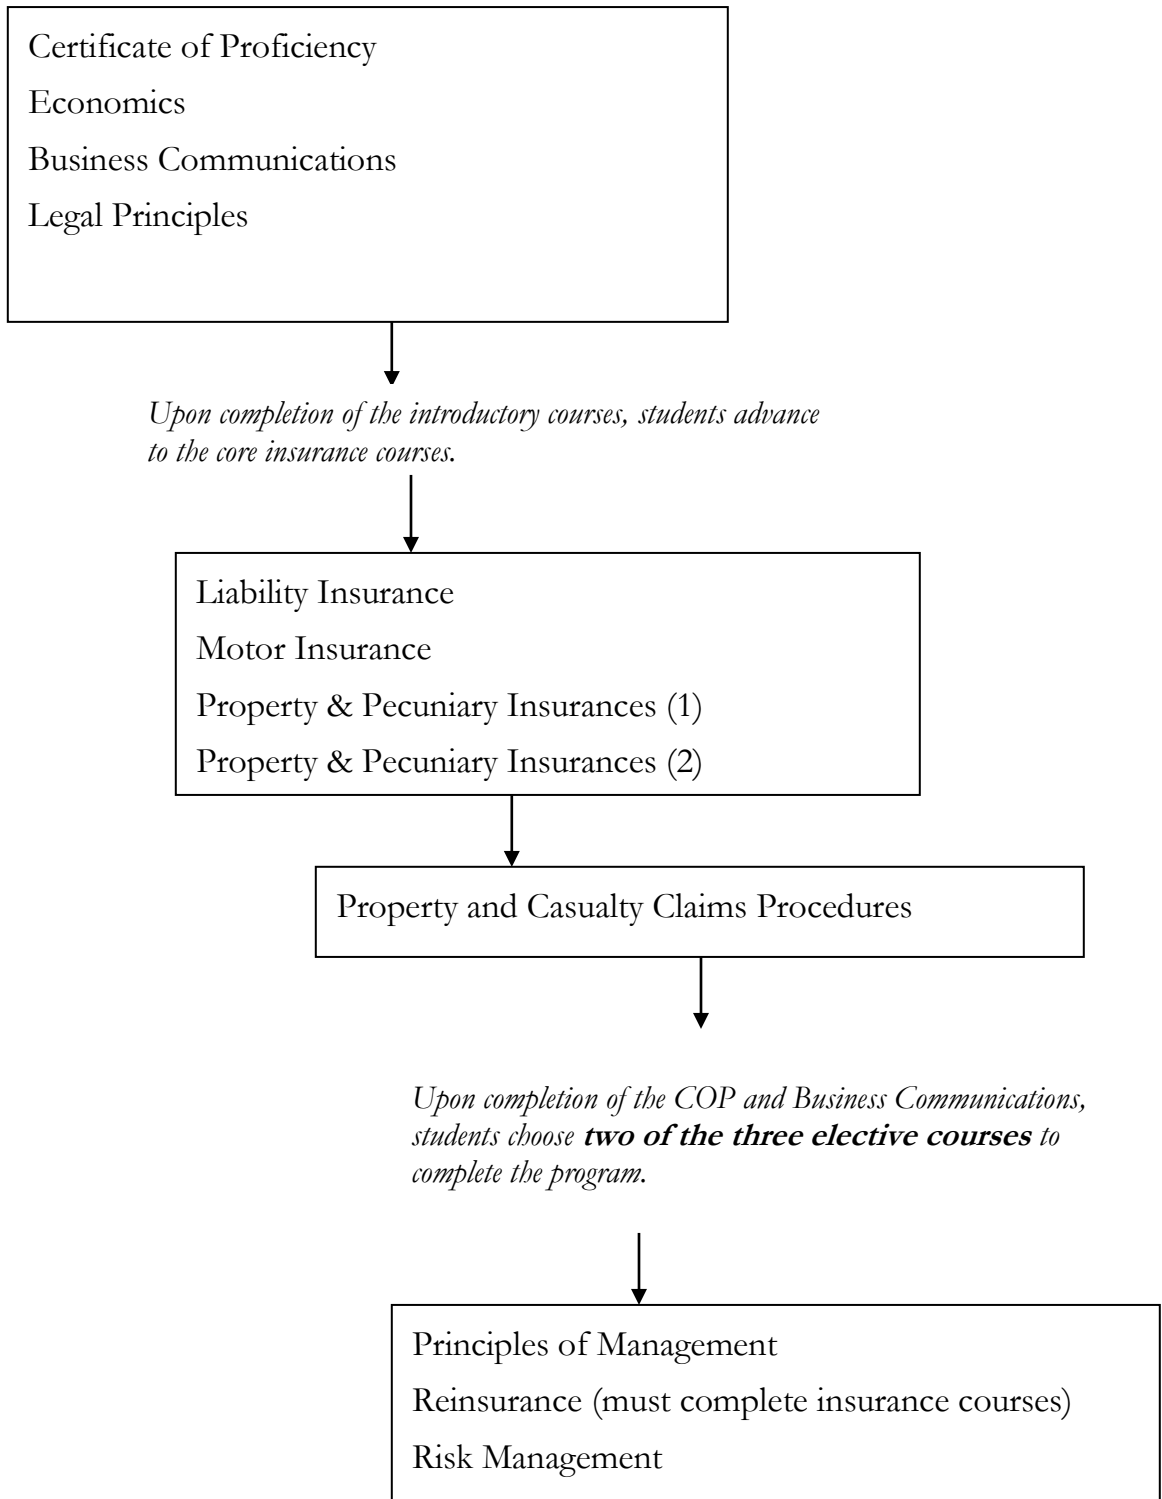 Certificate of Proficiency
Economics
Business Communications
Legal Principles
Upon completion of the introductory courses, students advance
to the core insurance courses.
Liability Insurance
Motor Insurance
Property & Pecuniary Insurances (1)
Property & Pecuniary Insurances (2)
Property and Casualty Claims Procedures
Upon completion of the COP and Business Communications,
students choose two of the three elective courses to
complete the program.
Principles of Management
Reinsurance (must complete insurance courses)
Risk Management